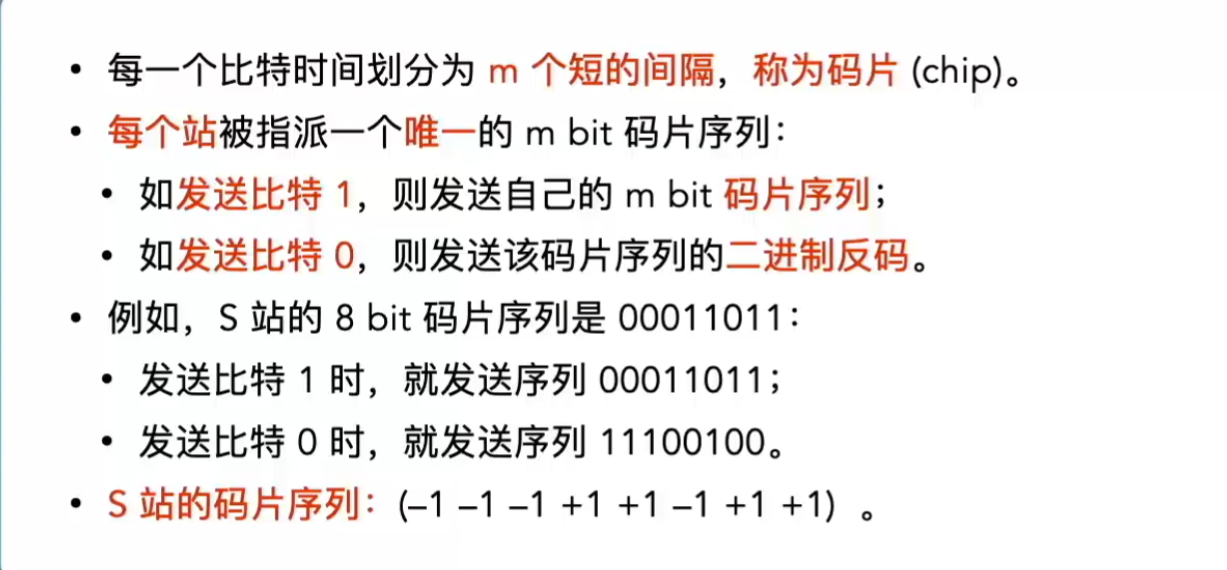 • 每一个比特时间划分为 m 个短的间隔，称为码片 (chip)。
• 每个站被指派一个唯一的 m bit 码片序列：
• 如发送比特 1，则发送自己的 m bit 码片序列；
• 如发送比特 0，则发送该码片序列的二进制反码。
• 例如，S 站的 8 bit 码片序列是 00011011：
• 发送比特 1 时，就发送序列 00011011；
• 发送比特 0 时，就发送序列 11100100。
• S 站的码片序列：(–1 –1 –1 +1 +1 –1 +1 +1) 。